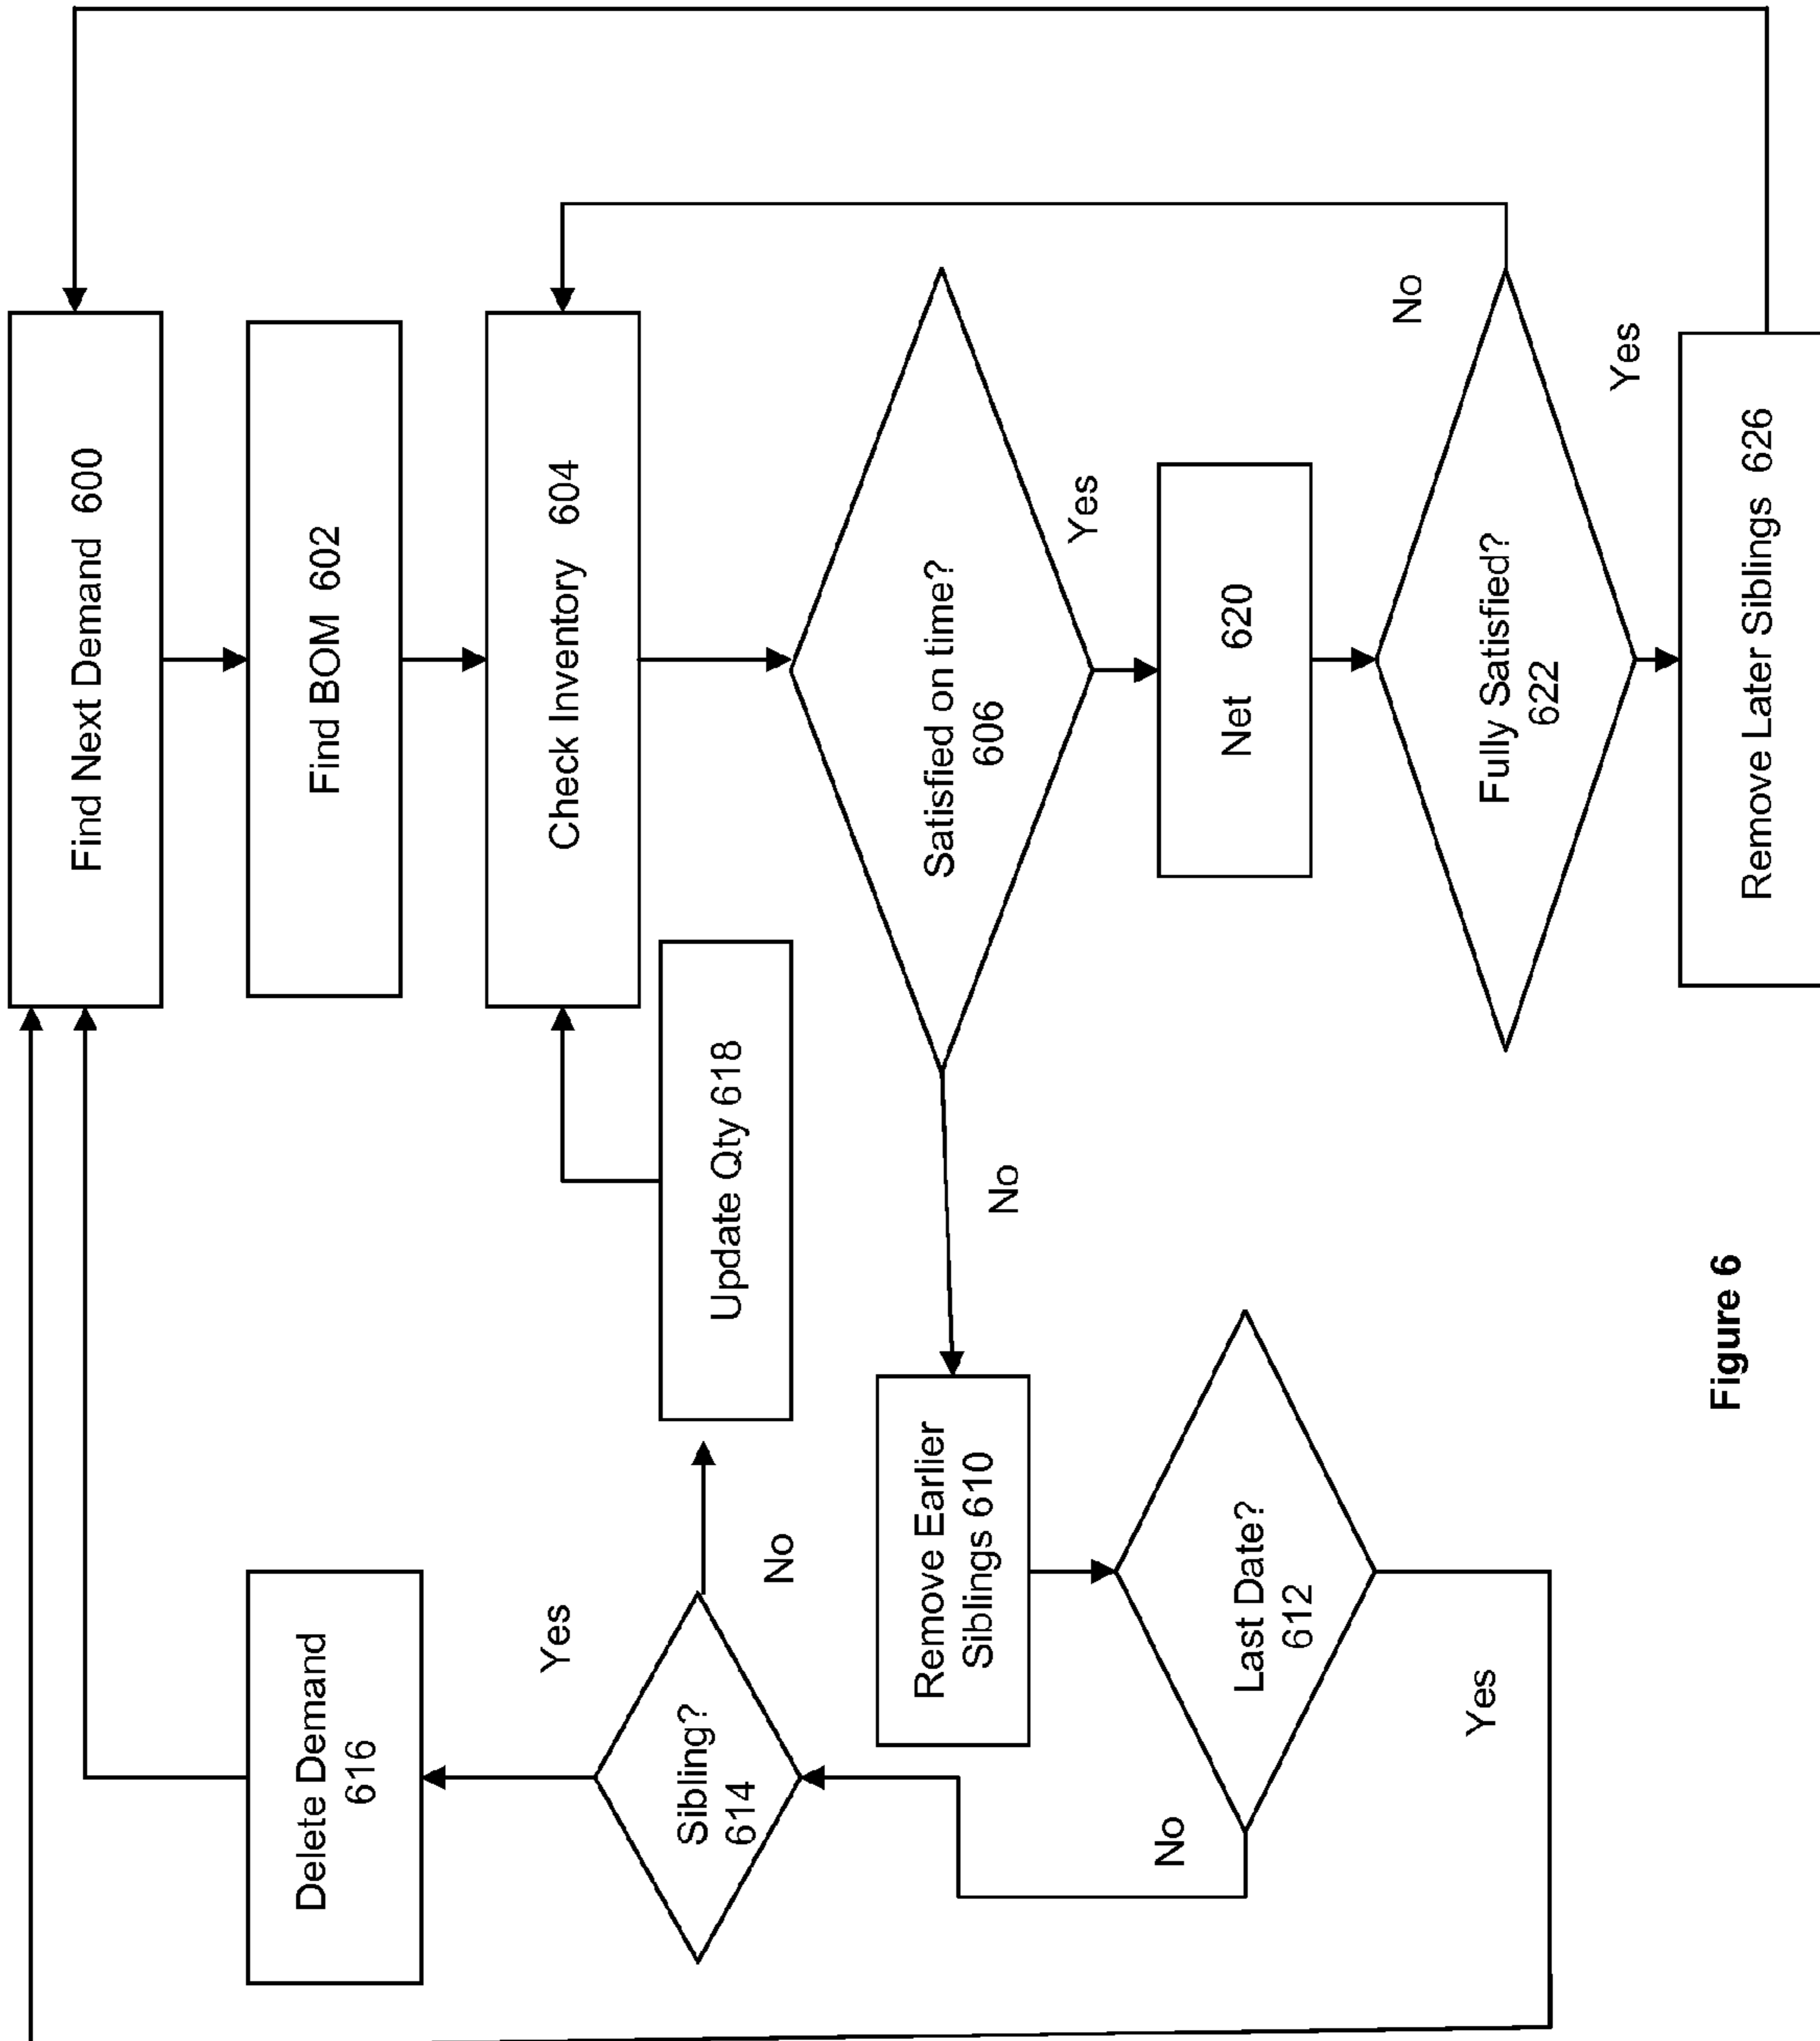 Find Next Demand 600
Find BOM 602
Check Inventory 604
Satisfied on time?
606
Yes
No
Net 620
Fully Satisfied?
622
No
Yes
Remove Later Siblings 626
Remove Earlier
Siblings 610
Last Date?
612
No
Yes
Sibling?
614
Yes
No
Delete Demand
616
Update Qty 618
Figure 6